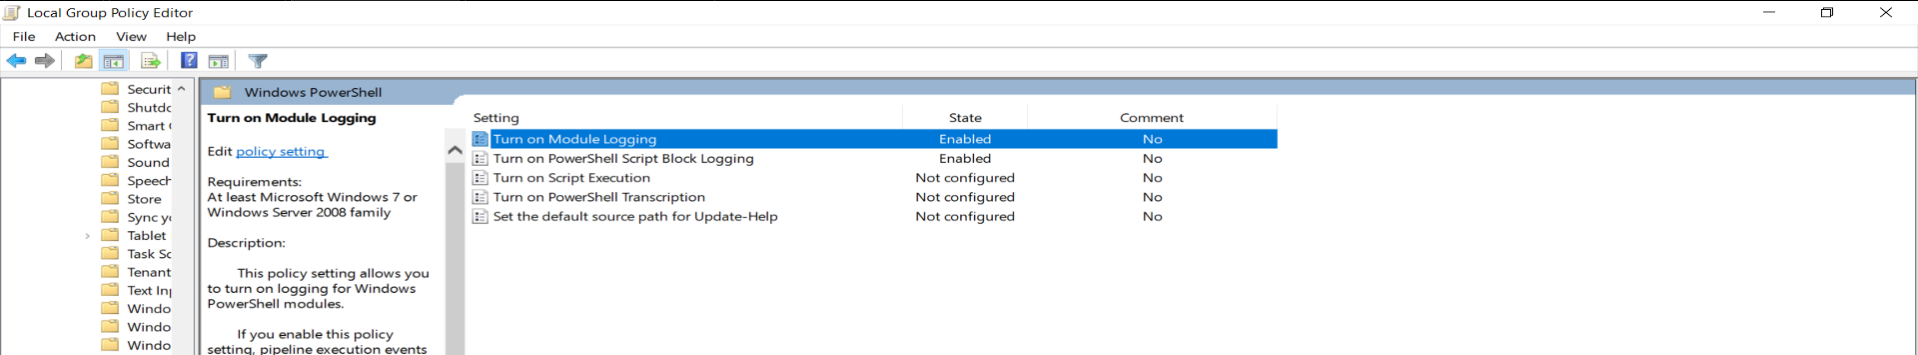 Local Group Policy Editor
File Action View Help
Securit
Shutdo
Smart
Softwa
Sound
Speech
Store
Sync yo
Tablet
Task Sc
Tenant
Text Inp
Windo
Windo
Windo
Windows PowerShell
Turn on Module Logging
Edit policy setting
Requirements:
At least Microsoft Windows 7 or
Windows Server 2008 family
Description:
This policy setting allows you
to turn on logging for Windows
PowerShell modules.
If you enable this policy
setting, pipeline execution events
Setting State Comment
Turn on Module Logging Enabled No
Turn on PowerShell Script Block Logging Enabled No
Turn on Script Execution Not configured No
Turn on PowerShell Transcription Not configured No
Set the default source path for Update-Help Not configured No